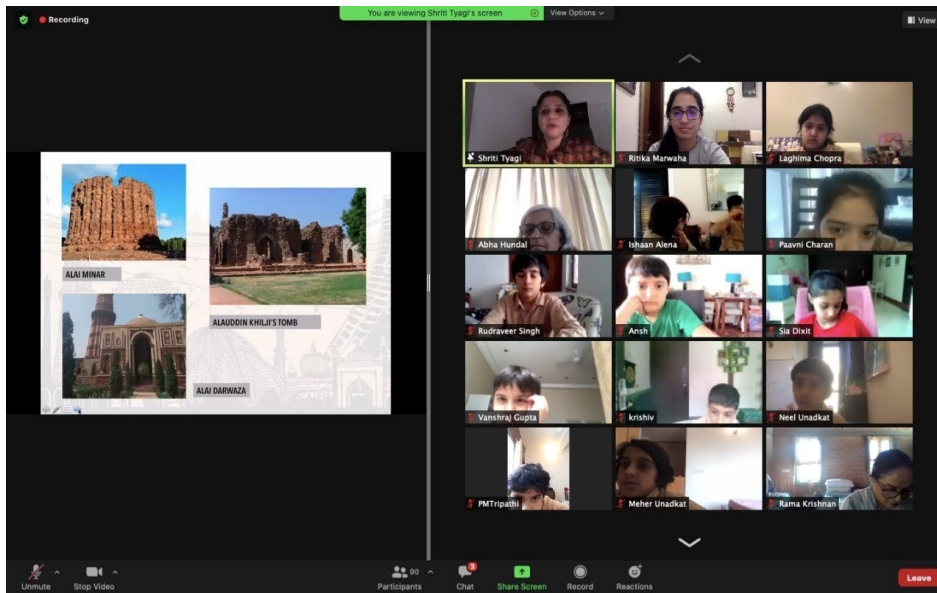 Recording
You are viewing Shriti Tyagi's screen
View Options
View
ALAI MINAR
ALAUDDIN KHILJI'S TOMB
ALAI DARWAZA
Shriti Tyagi
Ritika Marwaha
Laghima Chopra
Abha Hundal
Ishaan Alena
Paavni Charan
Rudraveer Singh
Ansh
Sia Dixit
Vanshraj Gupta
krishiv
Neel Unadkat
PMTripathi
Meher Unadkat
Rama Krishnan
Unmute
Stop Video
90
Participants
3
Chat
Share Screen
Record
Reactions
Leave